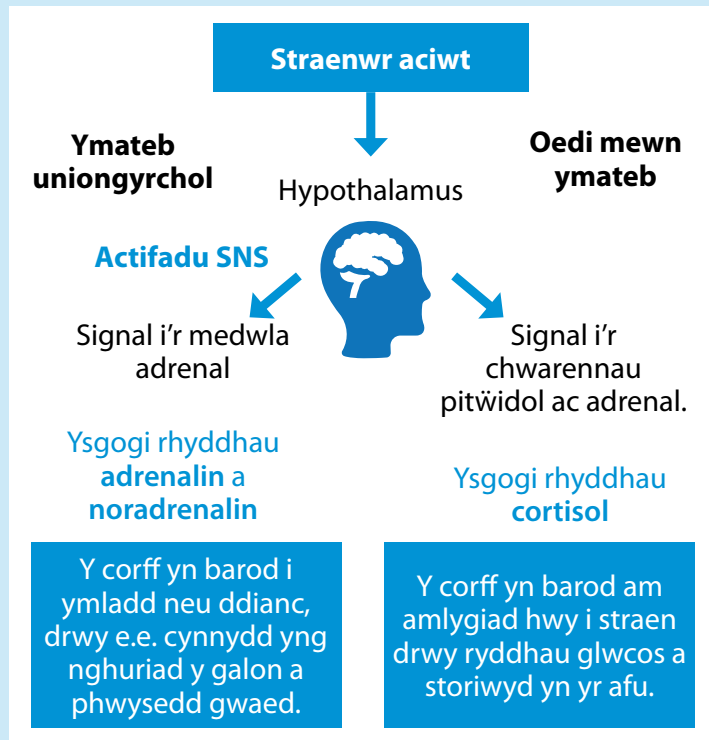 Straenwr aciwt
Ymateb
uniongyrchol
Oedi mewn
ymateb
Hypothalamus
Actifadu SNS
Signal i'r medwla
adrenal
Ysgogi rhyddhau
adrenalin a
noradrenalin
Y corff yn barod i
ymladd neu ddianc,
drwy e.e. cynnydd yng
nghuriad y galon a
phwysedd gwaed.
Signal i'r
chwarennau
pitẅidol ac adrenal.
Ysgogi rhyddhau
cortisol
Y corff yn barod am
amlygiad hwy i straen
drwy ryddhau glwcos a
storiwyd yn yr afu.